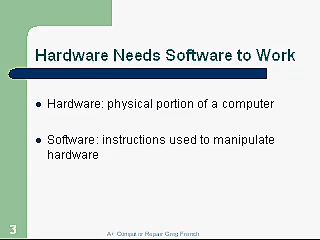 Hardware Needs Software to Work
Hardware: physical portion of a computer
Software: instructions used to manipulate
hardware
3
A+ Computer Repair Greg French